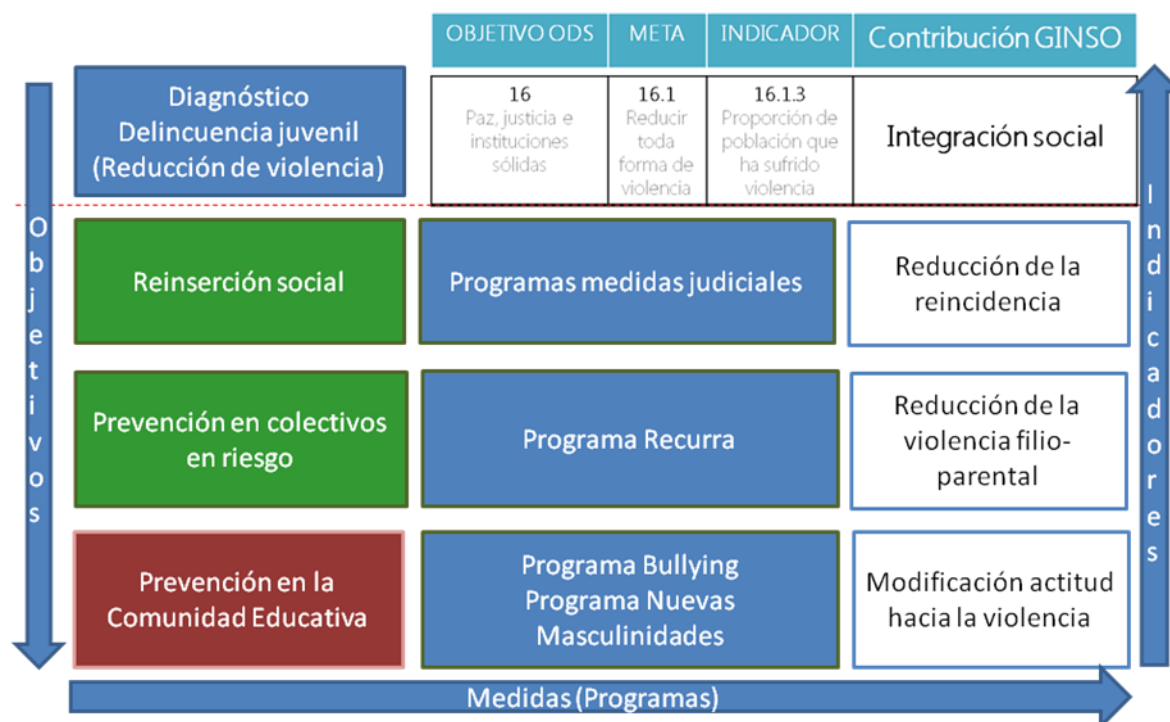 OBJETIVO ODS META INDICADOR Contribución GINSO
Diagnóstico
Delincuencia juvenil
(Reducción de violencia)
16
Paz, justicia e
instituciones
sólidas
16.1
Reducir
toda
forma de
violencia
16.1.3
Proporción de
población que
ha sufrido
violencia
Integración social
Objetivos
Indicadores
Reinserción social
Programas medidas judiciales
Reducción de la
reincidencia
Prevención en colectivos
en riesgo
Programa Recurra
Reducción de la
violencia filio-
parental
Prevención en la
Comunidad Educativa
Programa Bullying
Programa Nuevas
Masculinidades
Modificación actitud
hacia la violencia
Medidas (Programas)